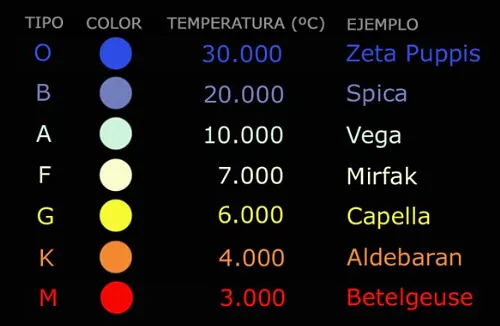 TIPO COLOR TEMPERATURA (ºC) EJEMPLO
O 30.000 Zeta Puppis
B 20.000 Spica
A 10.000 Vega
F 7.000 Mirfak
G 6.000 Capella
K 4.000 Aldebaran
M 3.000 Betelgeuse